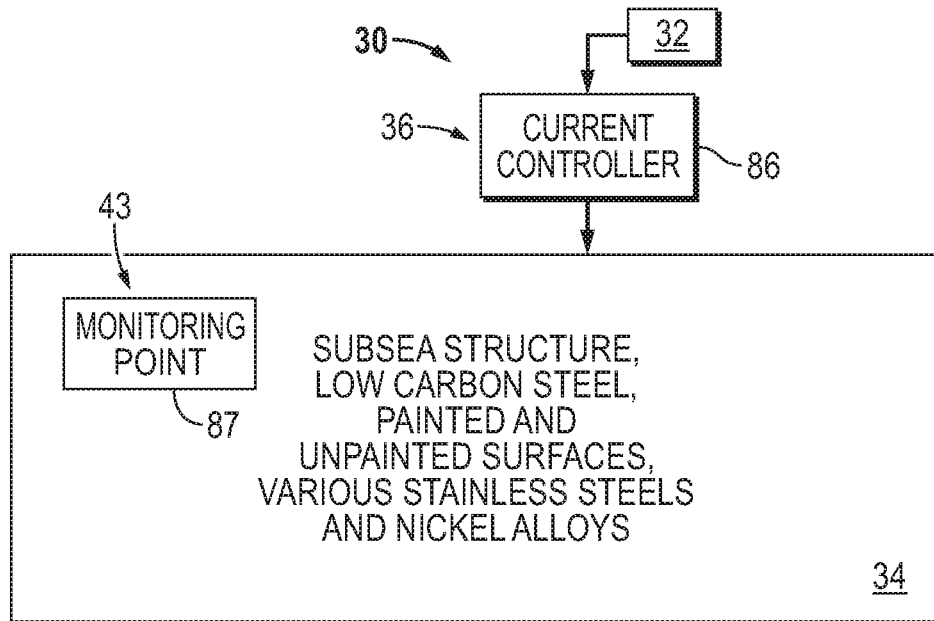 30
32
36
CURRENT
CONTROLLER
86
43
MONITORING
POINT
87
SUBSEA STRUCTURE,
LOW CARBON STEEL,
PAINTED AND
UNPAINTED SURFACES,
VARIOUS STAINLESS STEELS
AND NICKEL ALLOYS
34